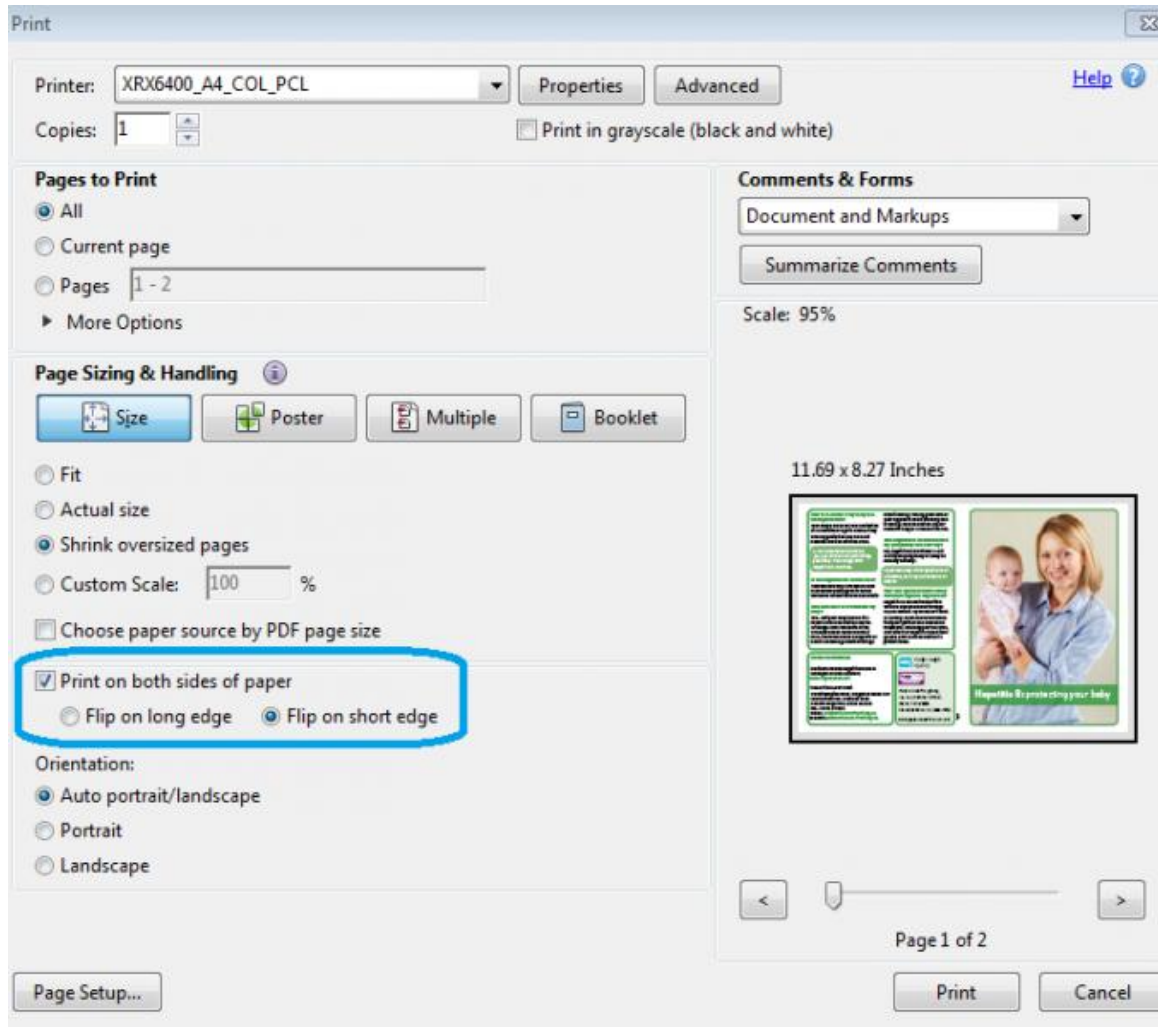 Print
Printer: XRX6400_A4_COL_PCL Properties Advanced Help
Copies: 1 Print in grayscale (black and white)
Pages to Print
All
Current page
Pages 1 - 2
More Options
Comments & Forms
Document and Markups
Summarize Comments
Scale: 95%
Page Sizing & Handling
Size Poster Multiple Booklet
Fit
Actual size
Shrink oversized pages
Custom Scale: 100 %
Choose paper source by PDF page size
Print on both sides of paper
Flip on long edge Flip on short edge
Orientation:
Auto portrait/landscape
Portrait
Landscape
11.69 x 8.27 Inches
Hepatitis B: protecting your baby
< >
Page 1 of 2
Page Setup... Print Cancel